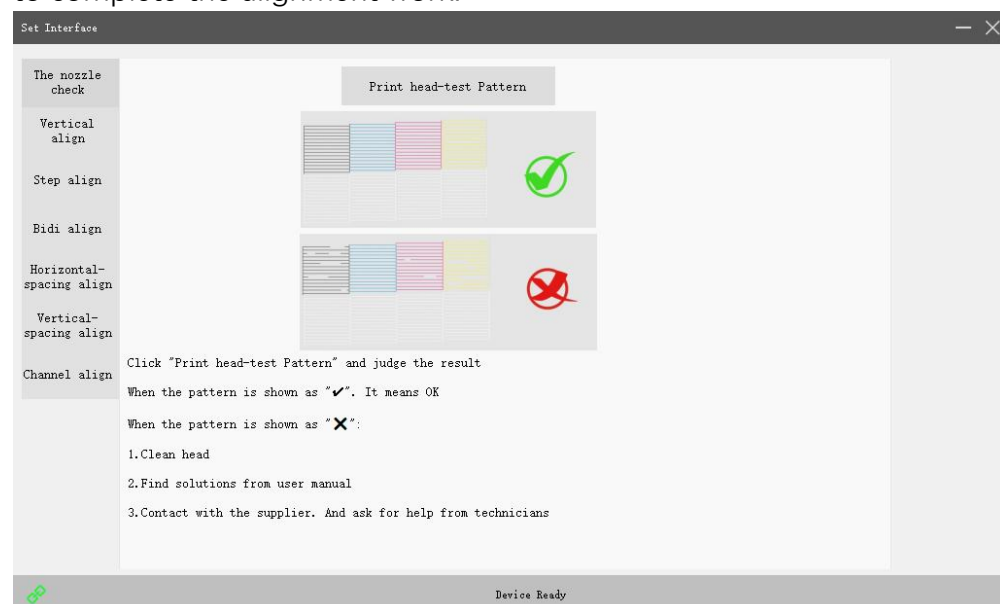 to complete the alignment work.
Set Interface
The nozzle
check
Print head-test Pattern
Vertical
align
Step align
Bidi align
Horizontal-
spacing align
Vertical-
spacing align
Channel align
Click "Print head-test Pattern" and judge the result
When the pattern is shown as "✔". It means OK
When the pattern is shown as "✕":
1.Clean head
2.Find solutions from user manual
3.Contact with the supplier. And ask for help from technicians
Device Ready